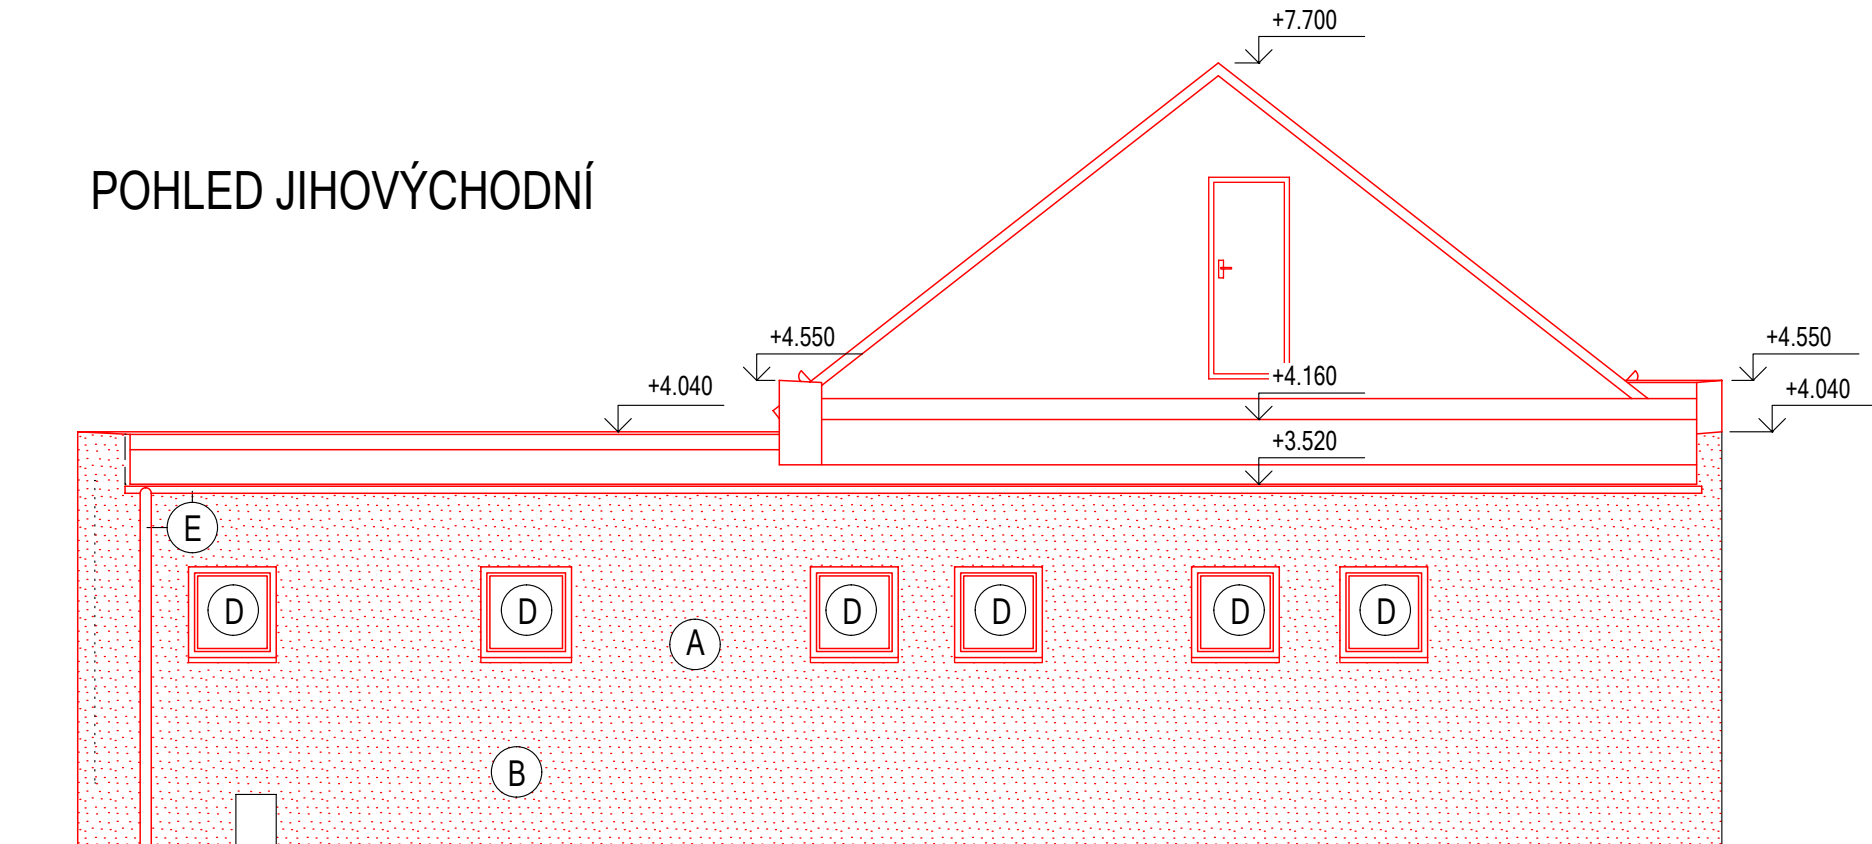 +7.700
POHLED JIHOVÝCHODNÍ
+4.550
+4.550
+4.160
+4.040
+4.040
+3.520
E
D
D
D
D
D
D
A
B